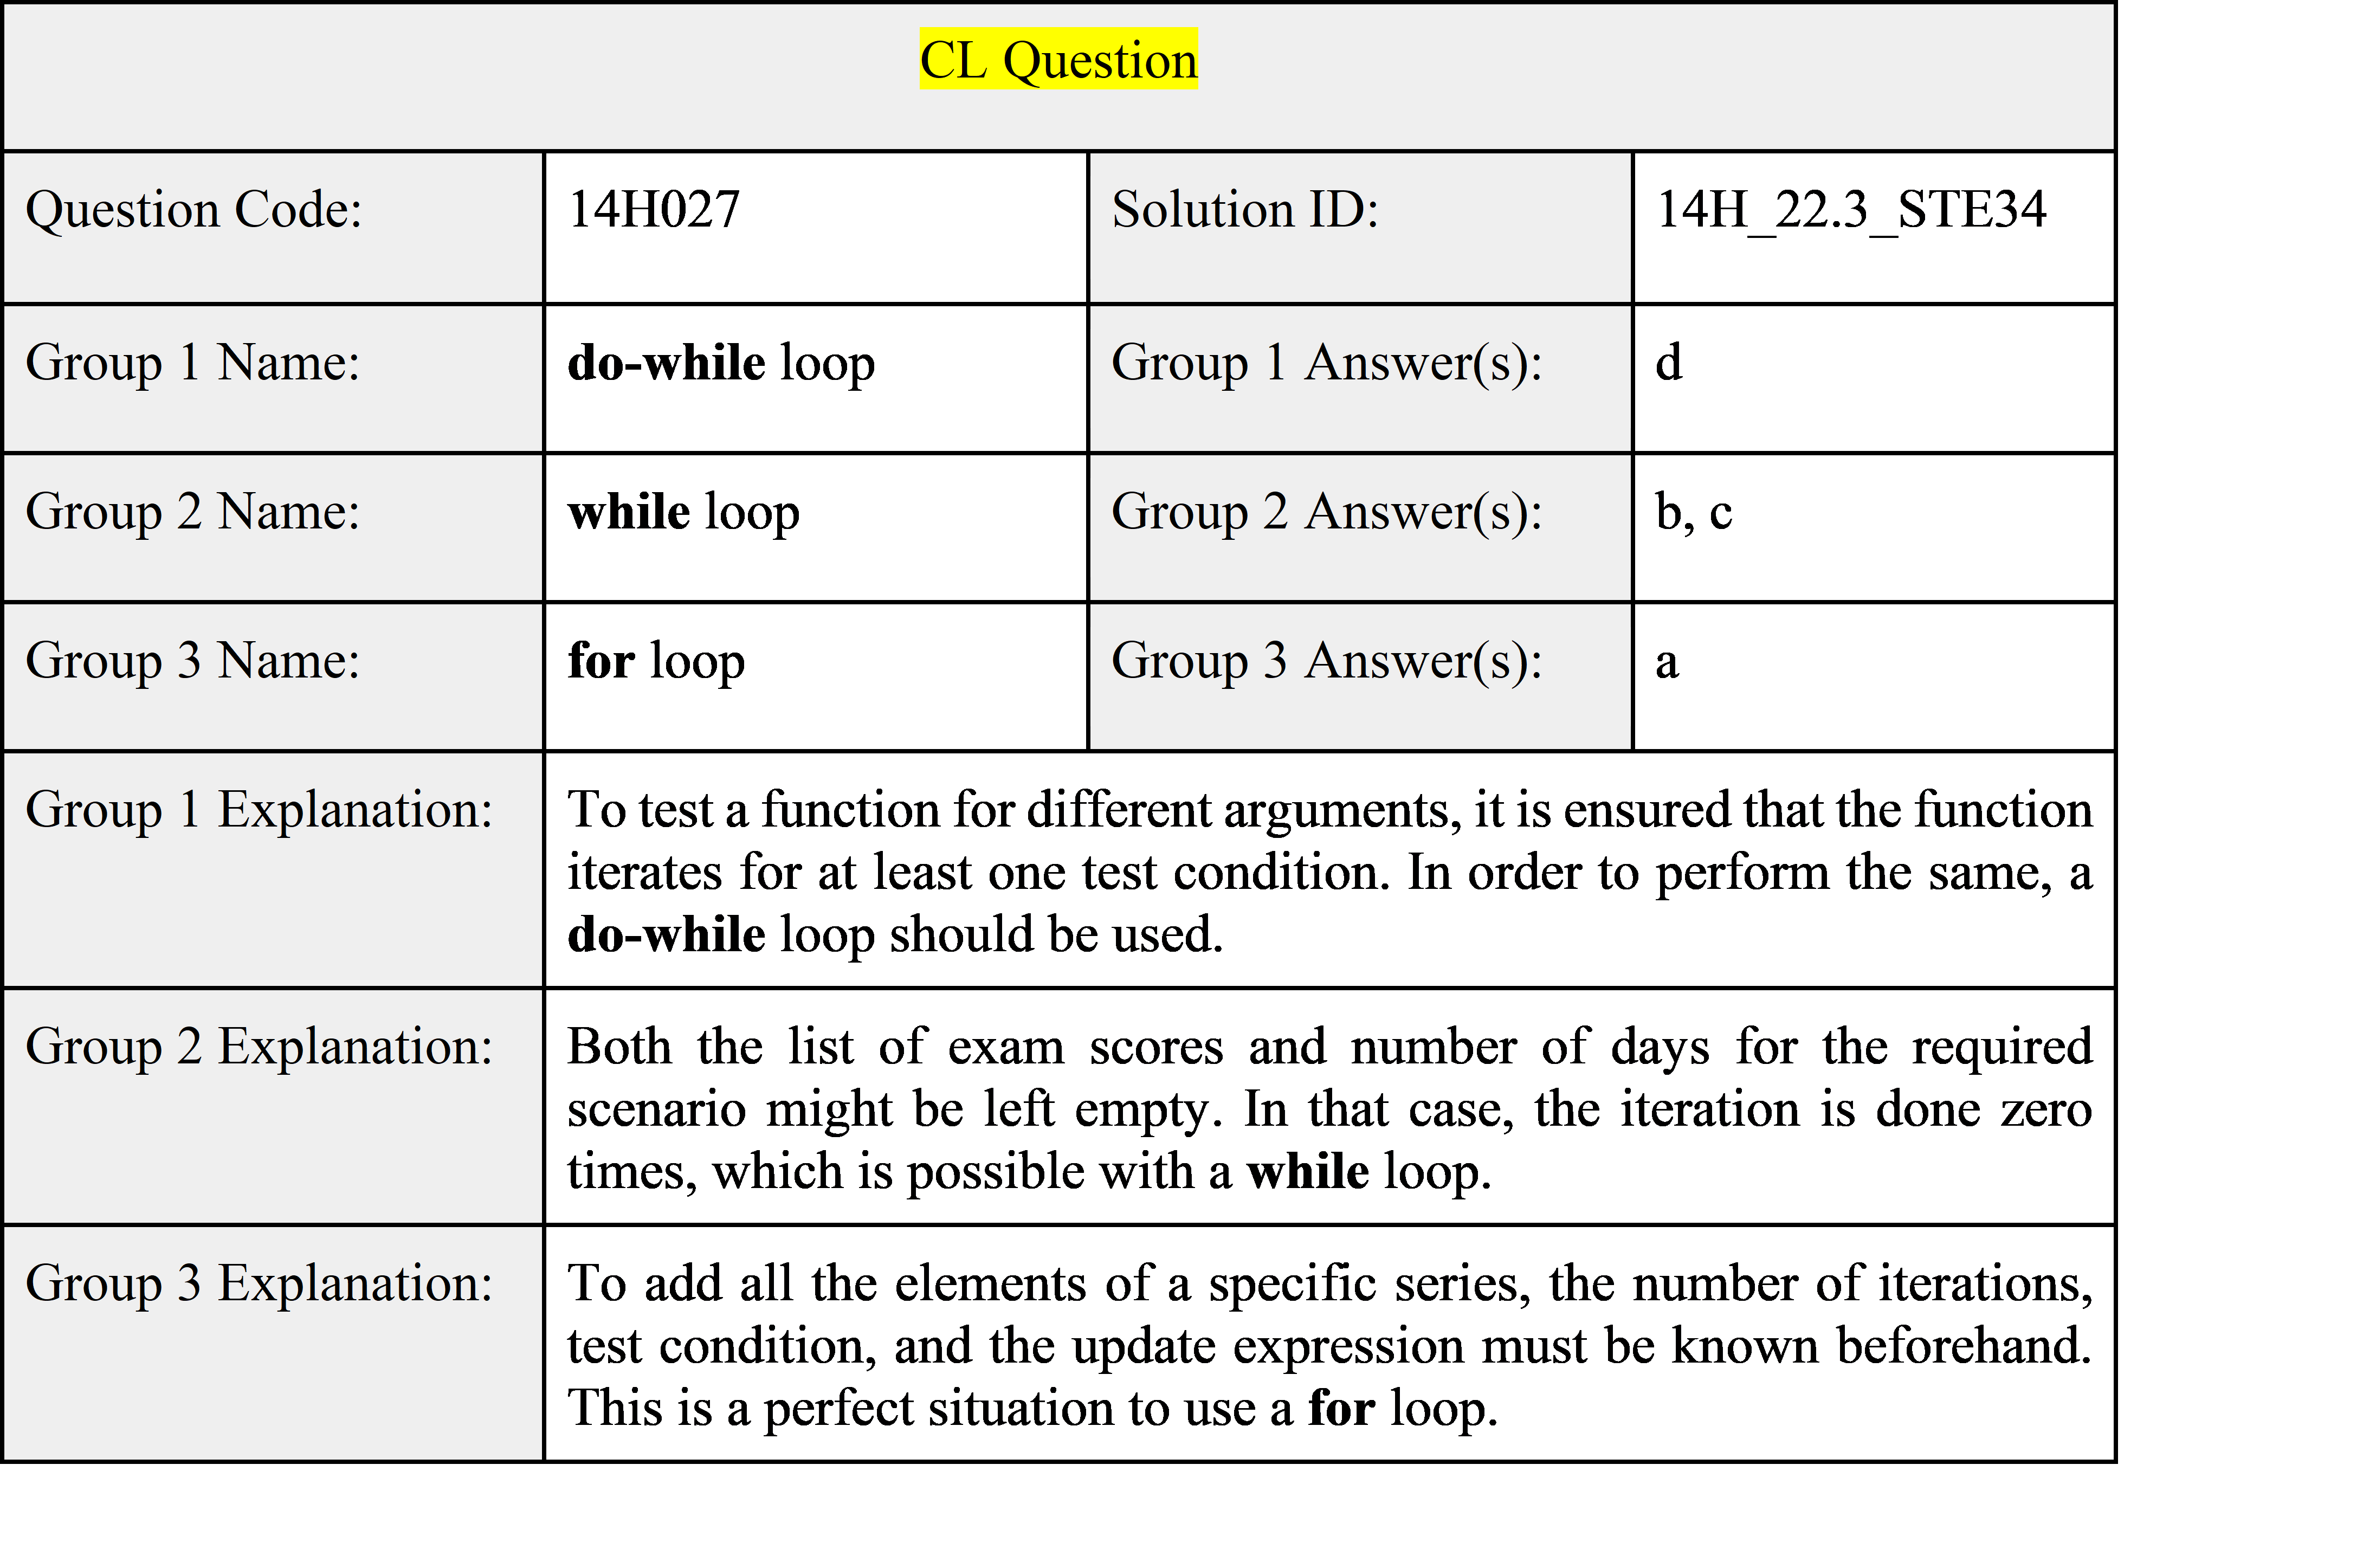 CL Question
Question Code: 14H027 Solution ID: 14H_22.3_STE34
Group 1 Name: do-while loop Group 1 Answer(s): d
Group 2 Name: while loop Group 2 Answer(s): b, c
Group 3 Name: for loop Group 3 Answer(s): a
Group 1 Explanation: To test a function for different arguments, it is ensured that the function
iterates for at least one test condition. In order to perform the same, a
do-while loop should be used.
Group 2 Explanation: Both the list of exam scores and number of days for the required
scenario might be left empty. In that case, the iteration is done zero
times, which is possible with a while loop.
Group 3 Explanation: To add all the elements of a specific series, the number of iterations,
test condition, and the update expression must be known beforehand.
This is a perfect situation to use a for loop.